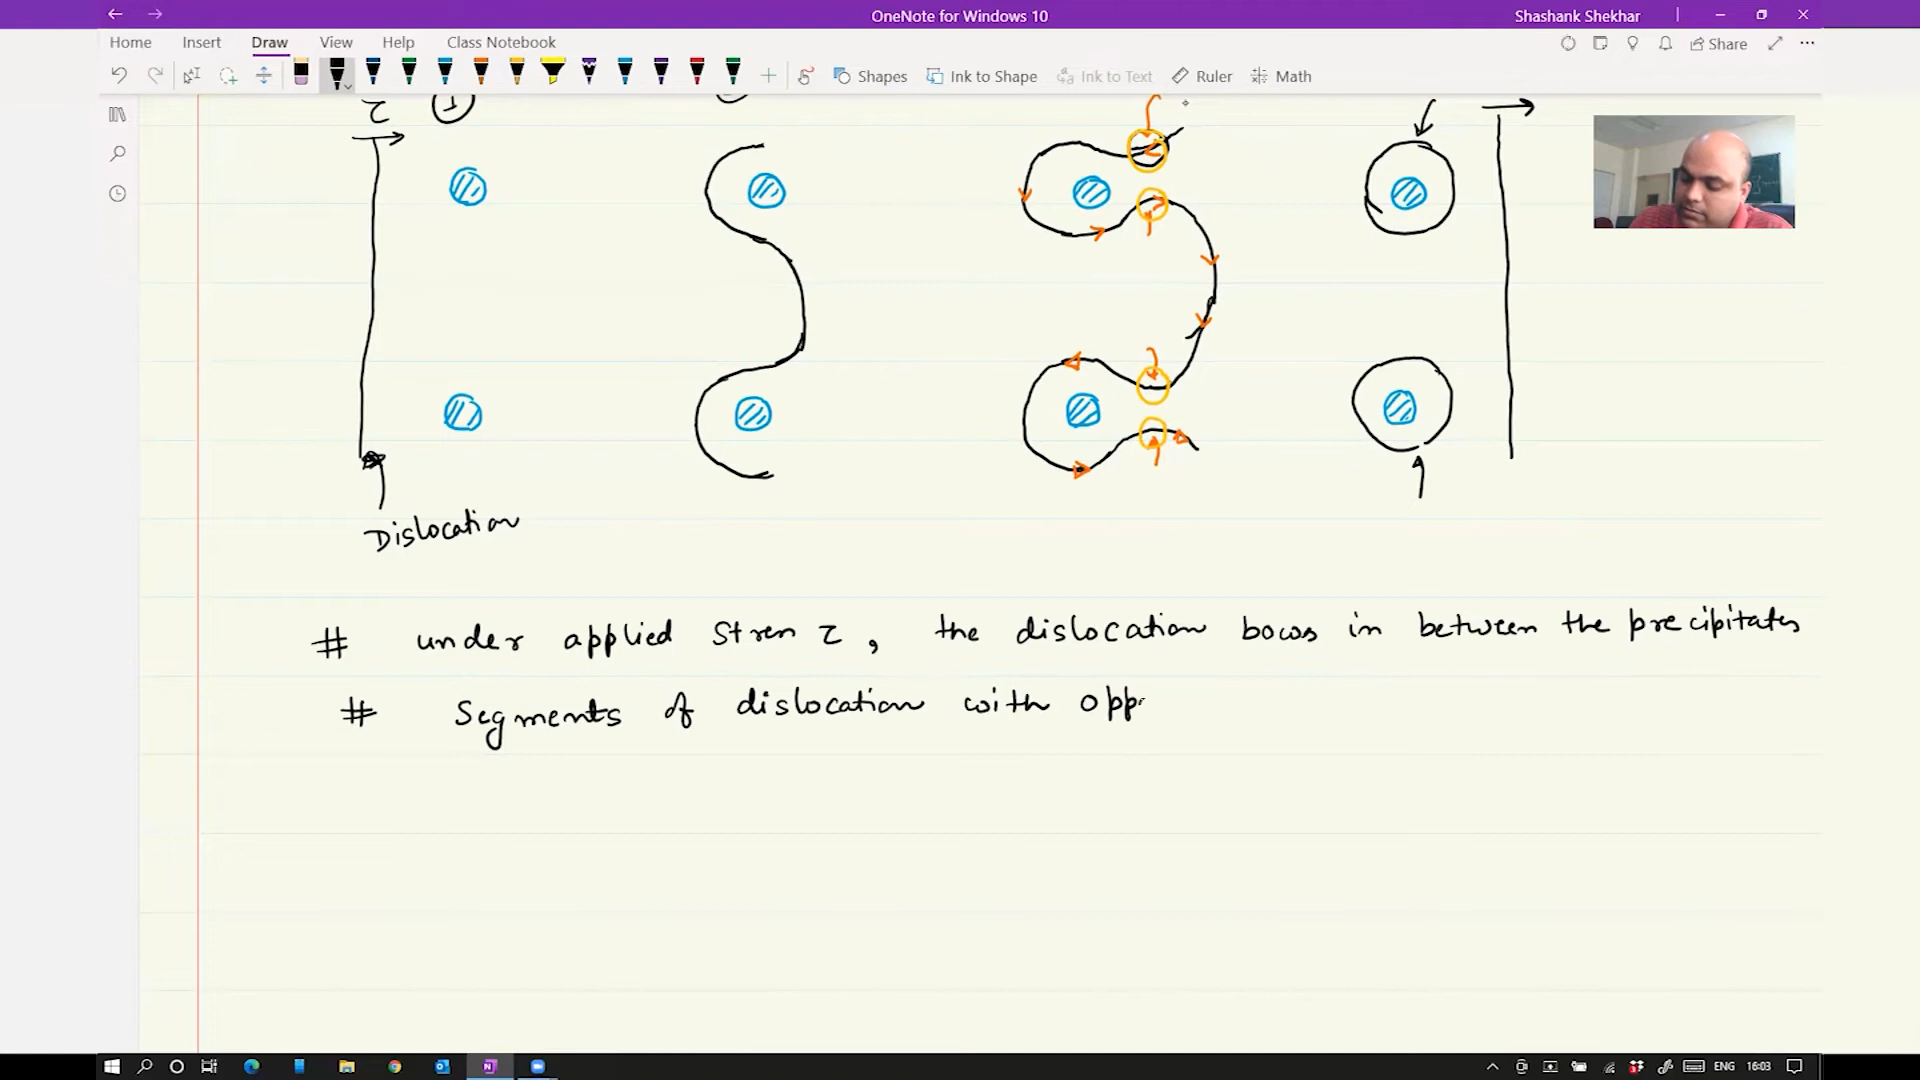 OneNote for Windows 10
Shashank Shekhar
Home Insert Draw View Help Class Notebook
Share
Shapes Ink to Shape Ink to Text Ruler Math
τ 1
Dislocation
# under applied stress τ, the dislocation bows in between the precipitates
# Segments of dislocation with opp
ENG 16:03